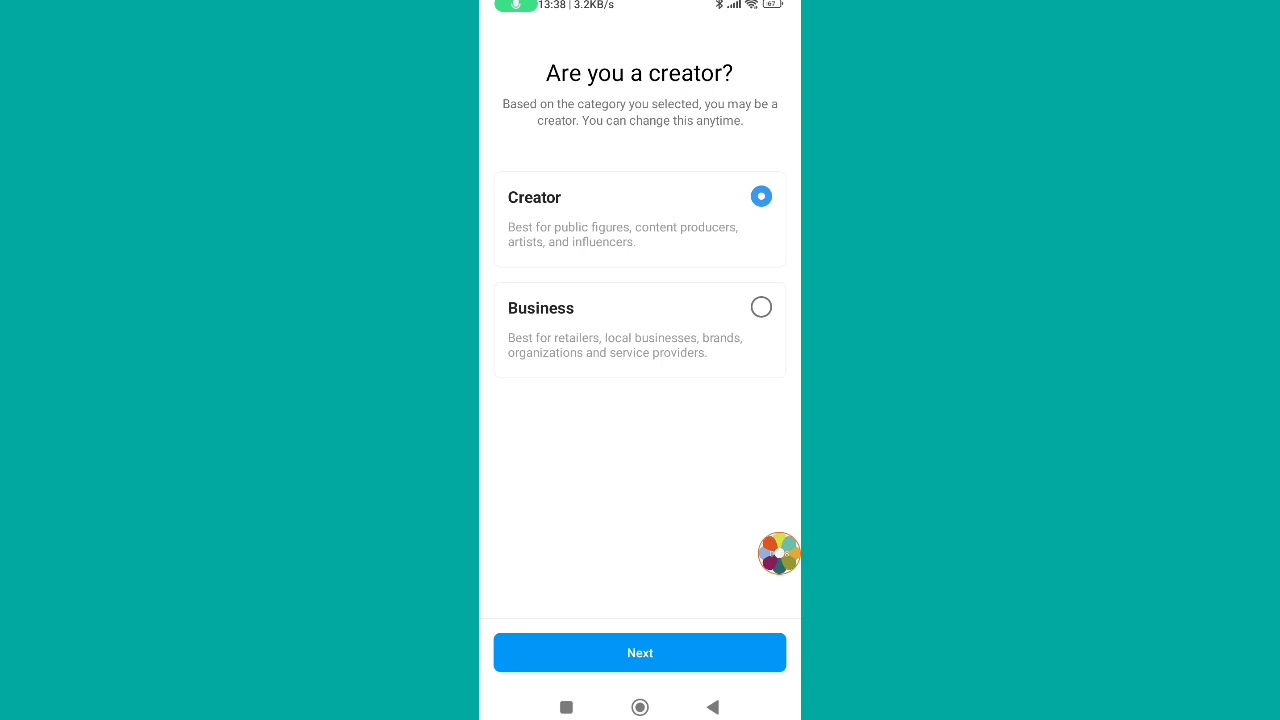 13:38 | 3.2KB/s 67
Are you a creator?
Based on the category you selected, you may be a
creator. You can change this anytime.
Creator
Best for public figures, content producers,
artists, and influencers.
Business
Best for retailers, local businesses, brands,
organizations and service providers.
Next